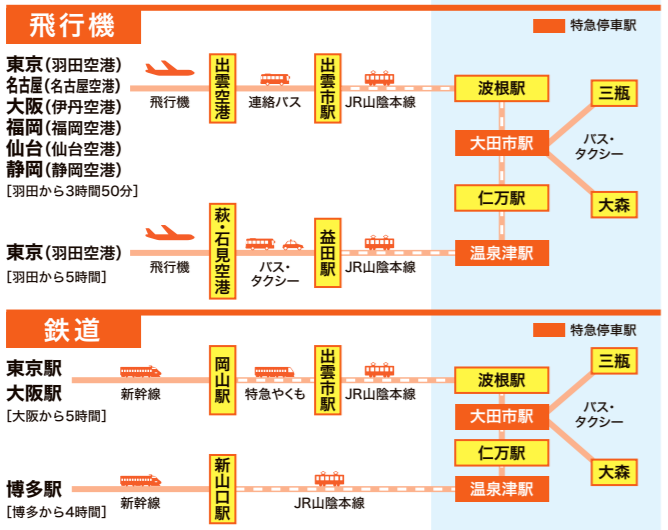 飛行機
特急停車駅
東京(羽田空港)
名古屋(名古屋空港)
大阪(伊丹空港)
福岡(福岡空港)
仙台(仙台空港)
静岡(静岡空港)
[羽田から3時間50分]
飛行機
出雲空港
連絡バス
出雲市駅
JR山陰本線
波根駅
大田市駅
仁万駅
温泉津駅
三瓶
バス・
タクシー
大森
東京(羽田空港)
[羽田から5時間]
飛行機
萩・石見空港
バス・
タクシー
益田駅
JR山陰本線
鉄道
特急停車駅
東京駅
大阪駅
[大阪から5時間]
新幹線
岡山駅
特急やくも
出雲市駅
JR山陰本線
波根駅
大田市駅
仁万駅
温泉津駅
三瓶
バス・
タクシー
大森
博多駅
[博多から4時間]
新幹線
新山口駅
JR山陰本線